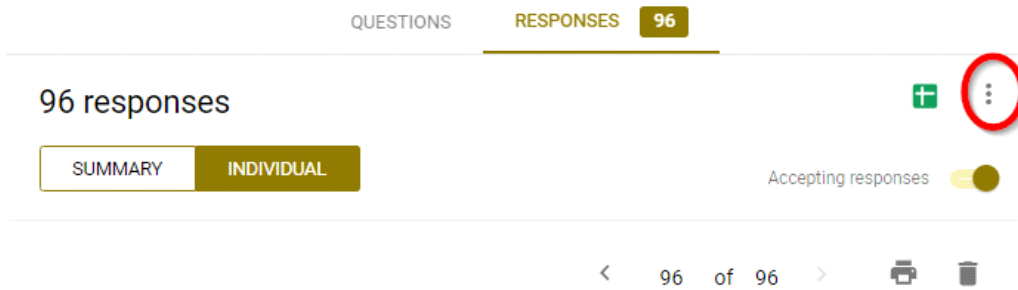 QUESTIONS RESPONSES 96
96 responses
SUMMARY INDIVIDUAL
Accepting responses
96 of 96